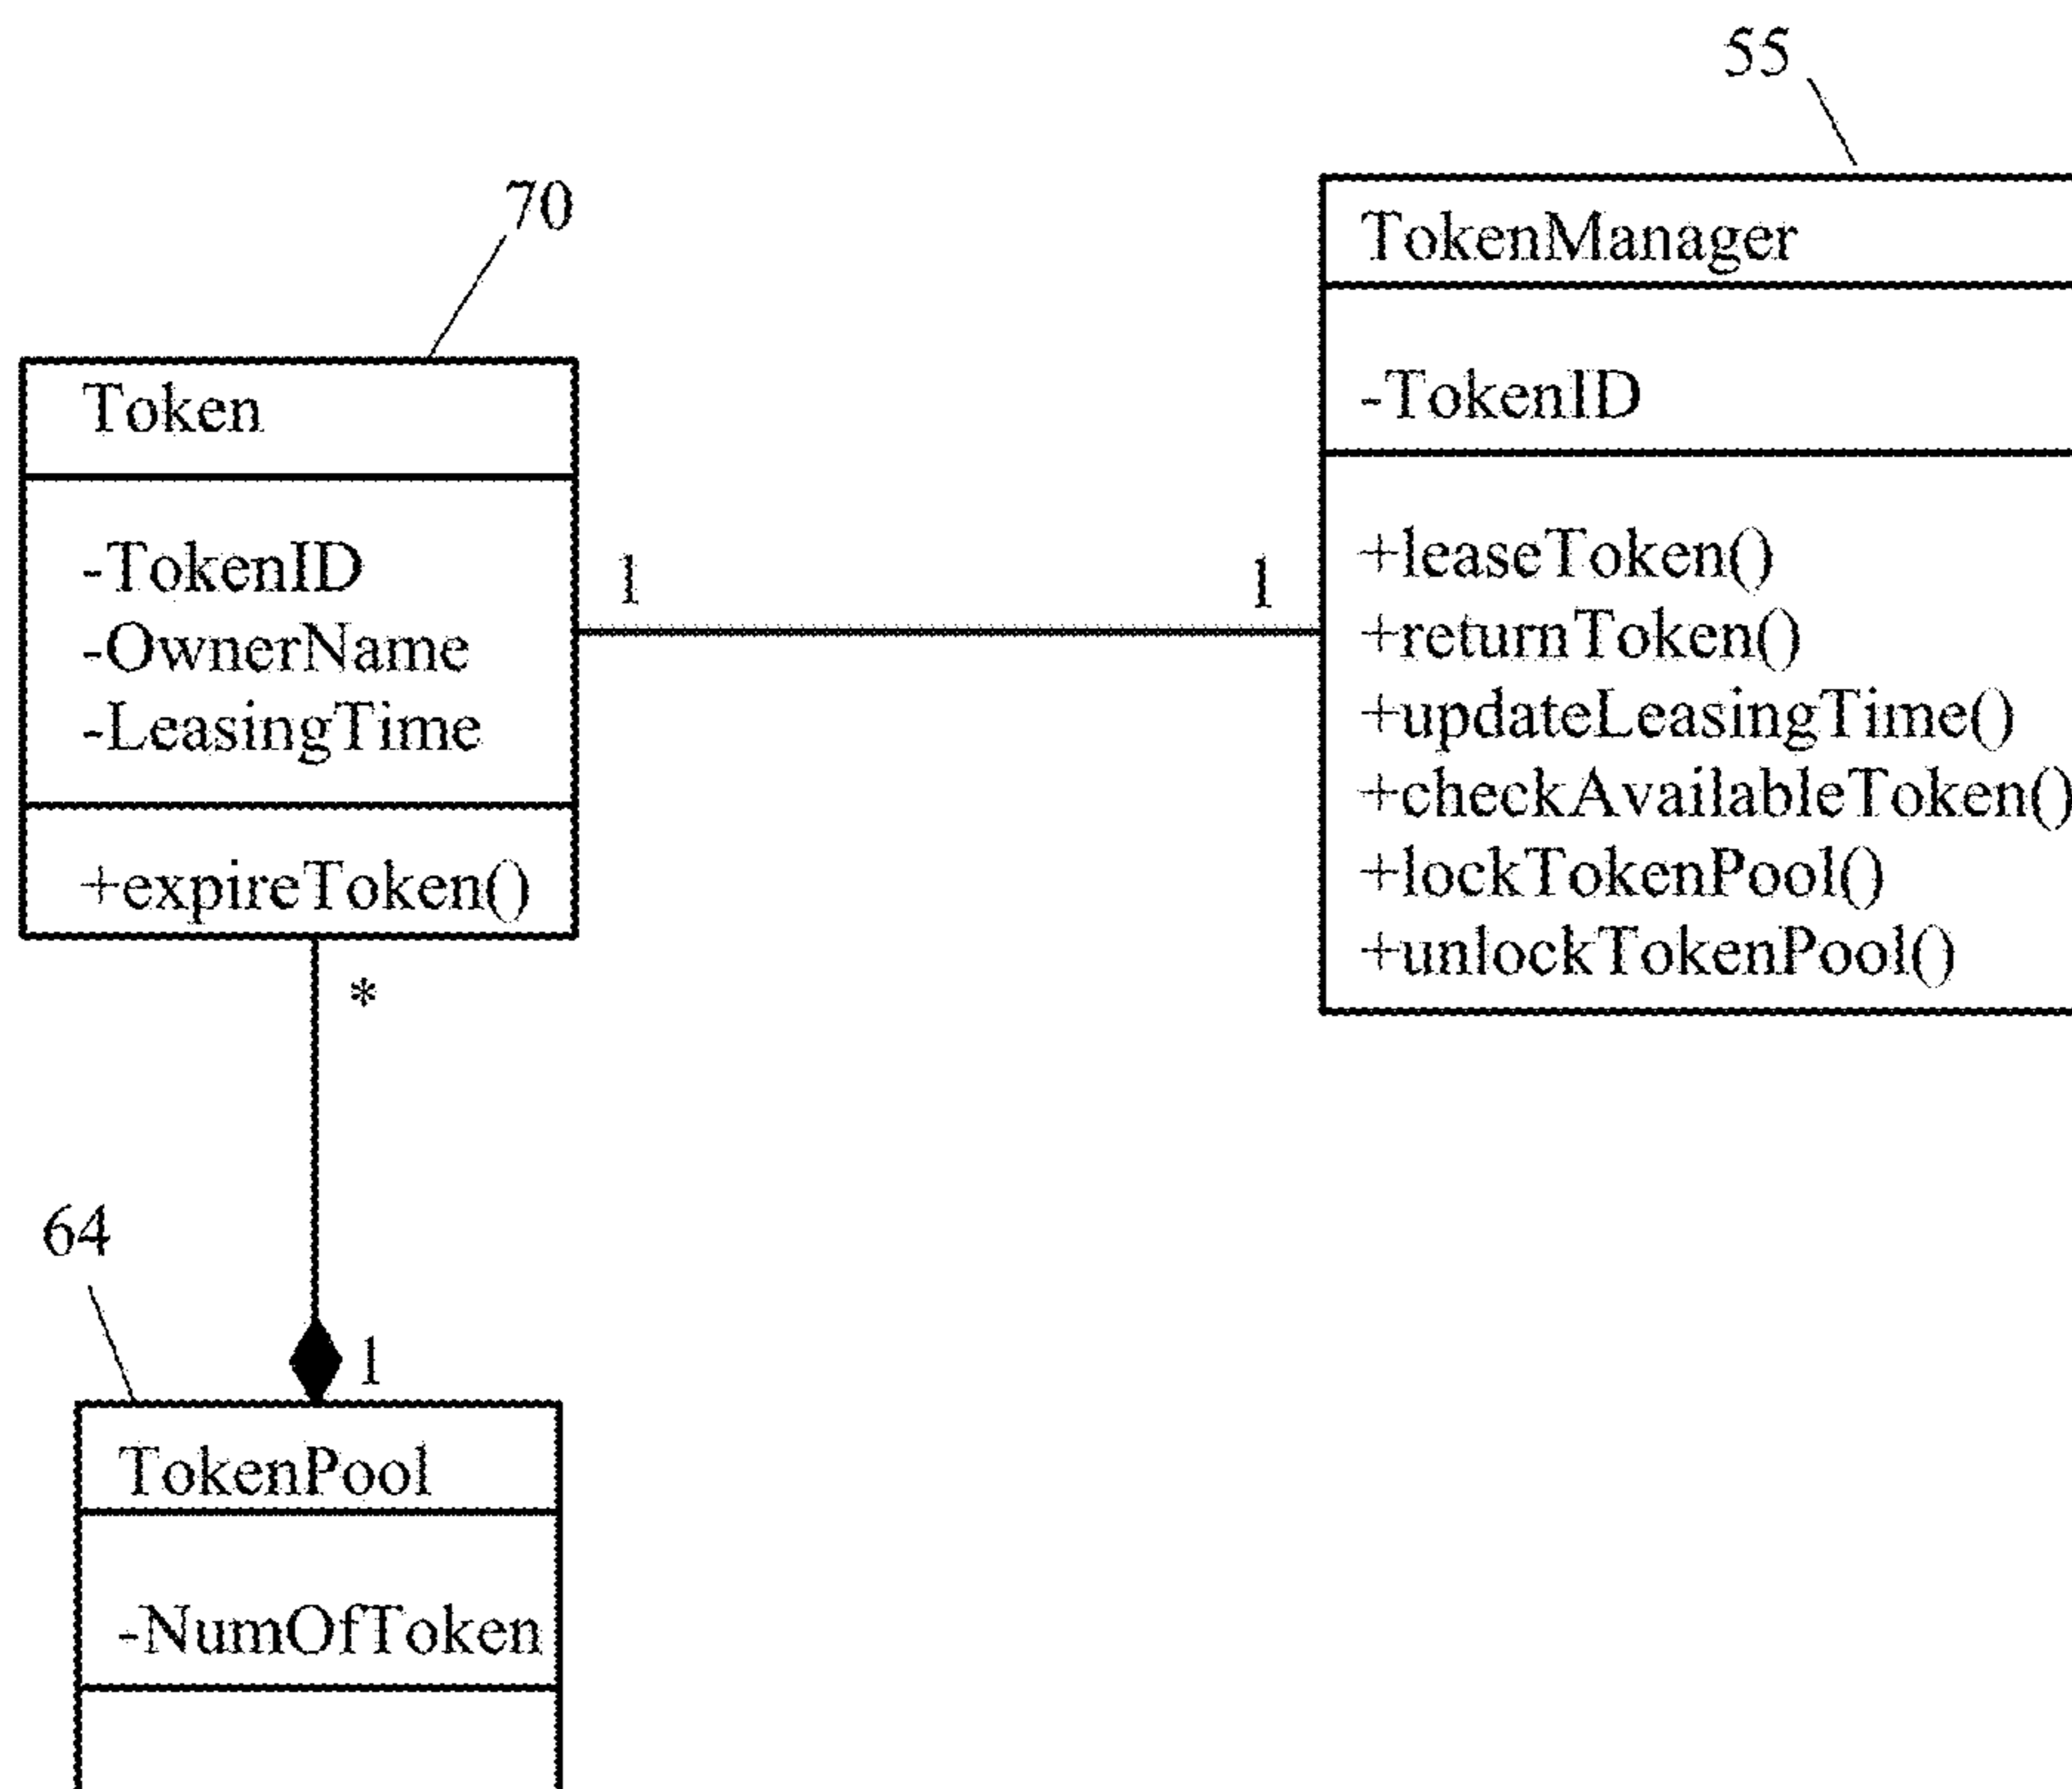 55
70
TokenManager
-TokenID
+leaseToken()
+returnToken()
+updateLeasingTime()
+checkAvailableToken()
+lockTokenPool()
+unlockTokenPool()
Token
-TokenID
-OwnerName
-LeasingTime
+expireToken()
1
1
*
64
1
TokenPool
-NumOfToken